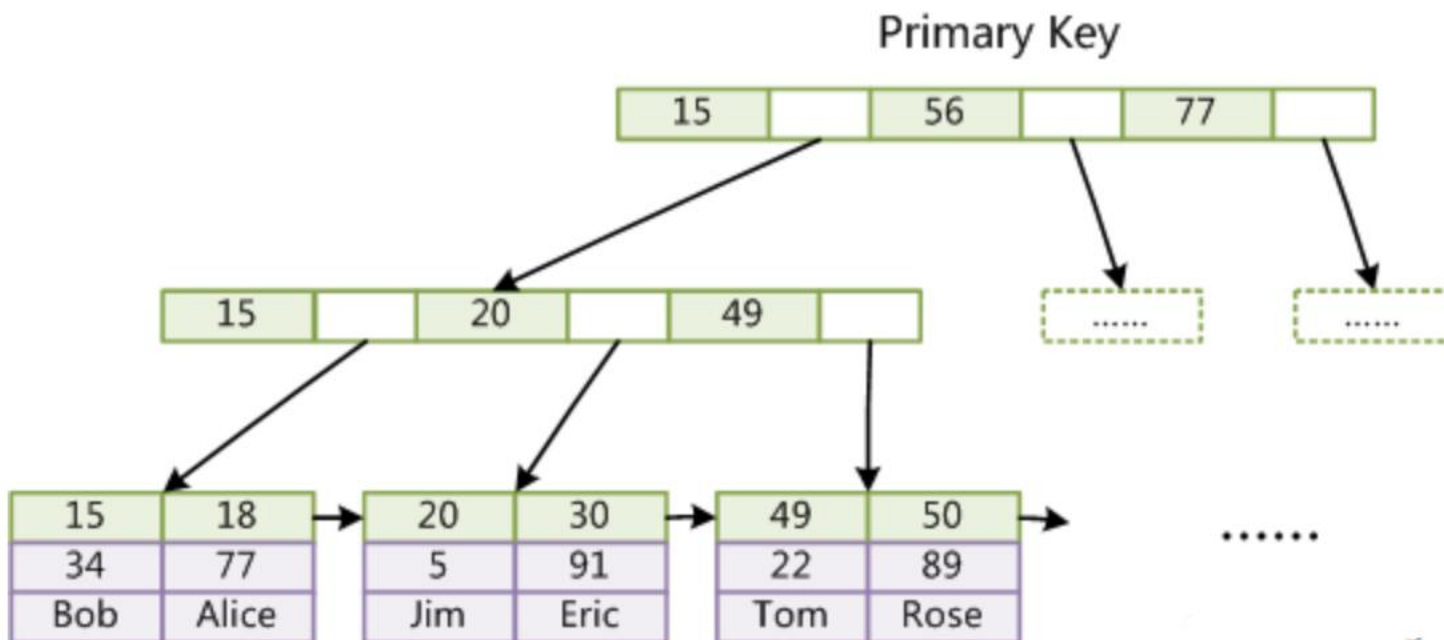 Primary Key
15 56 77
15 20 49
...... ......
15 18 20 30 49 50
......
34 77 5 91 22 89
Bob Alice Jim Eric Tom Rose